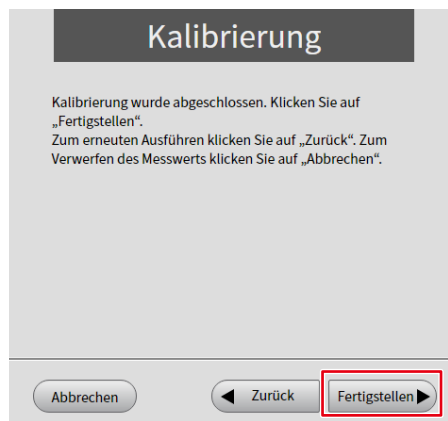 Kalibrierung
Kalibrierung wurde abgeschlossen. Klicken Sie auf
„Fertigstellen“.
Zum erneuten Ausführen klicken Sie auf „Zurück“. Zum
Verwerfen des Messwerts klicken Sie auf „Abbrechen“.
Abbrechen
Zurück
Fertigstellen